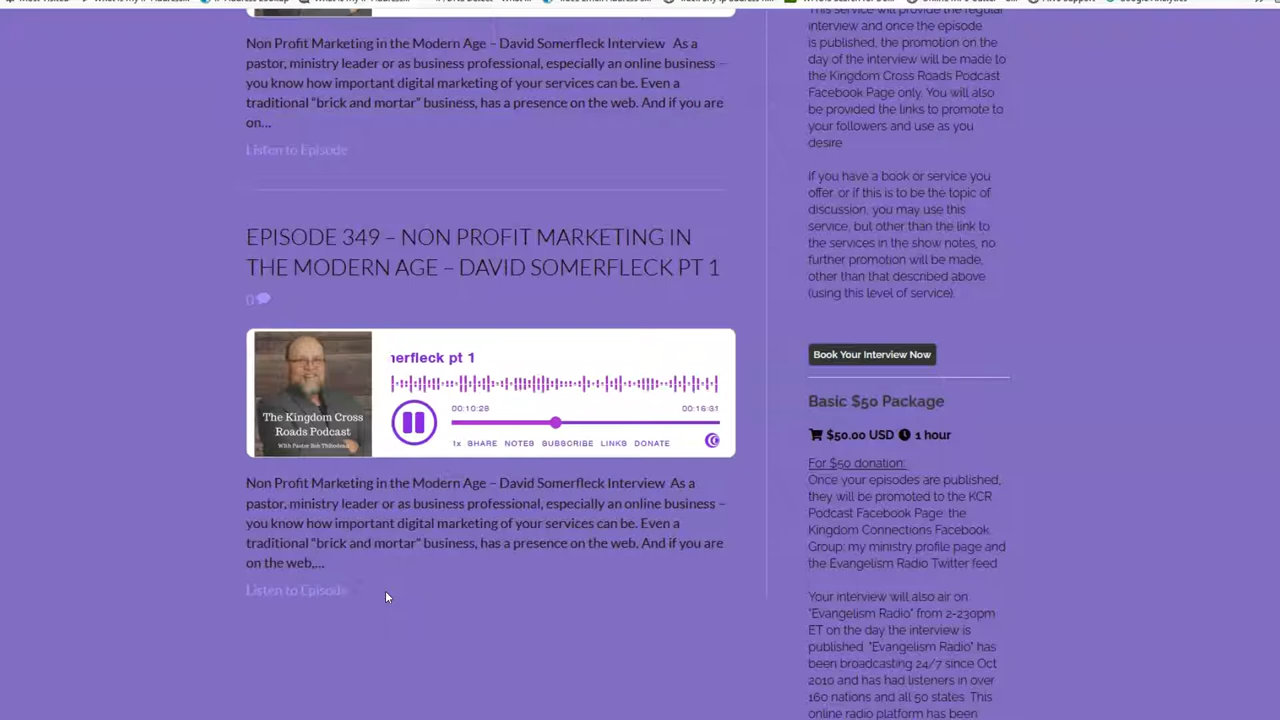 Non Profit Marketing in the Modern Age – David Somerfleck Interview   As a
pastor, ministry leader or as business professional, especially an online business –
you know how important digital marketing of your services can be. Even a
traditional “brick and mortar” business, has a presence on the web. And if you are
on…
Listen to Episode
EPISODE 349 – NON PROFIT MARKETING IN
THE MODERN AGE – DAVID SOMERFLECK PT 1
0
The Kingdom Cross
Roads Podcast
erfleck pt 1
00:10:28
00:16:31
1x SHARE NOTES SUBSCRIBE LINKS DONATE
Non Profit Marketing in the Modern Age – David Somerfleck Interview  As a
pastor, ministry leader or as business professional, especially an online business –
you know how important digital marketing of your services can be. Even a
traditional “brick and mortar” business, has a presence on the web. And if you are
on the web,…
Listen to Episode
This service will provide the regular
interview and once the episode
is published, the promotion on the
day of the interview will be made to
the Kingdom Cross Roads Podcast
Facebook Page only. You will also
be provided the links to promote to
your followers and use as you
desire
If you have a book or service you
offer, or if this is to be the topic of
discussion, you may use this
service, but other than the link to
the services in the show notes, no
further promotion will be made,
other than that described above
(using this level of service).
Book Your Interview Now
Basic $50 Package
$50.00 USD 1 hour
For $50 donation:
Once your episodes are published,
they will be promoted to the KCR
Podcast Facebook Page; the
Kingdom Connections Facebook
Group; my ministry profile page and
the Evangelism Radio Twitter feed
Your interview will also air on
"Evangelism Radio" from 2-230pm
ET on the day the interview is
published. "Evangelism Radio" has
been broadcasting 24/7 since Oct
2010 and has had listeners in over
160 nations and all 50 states. This
online radio platform has been